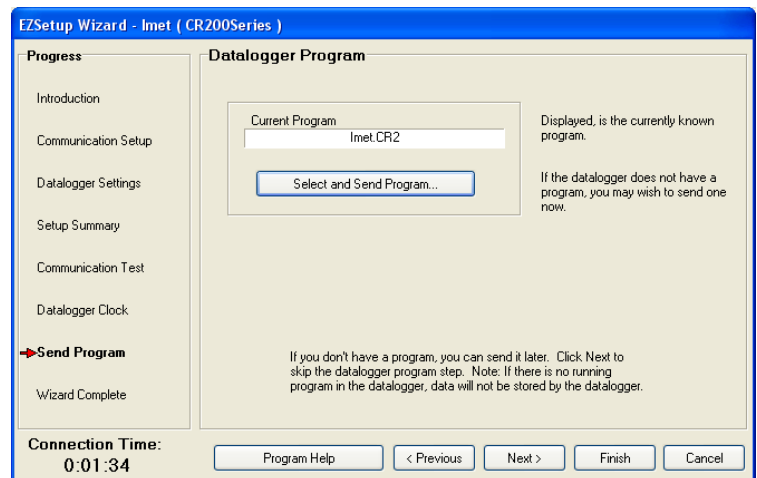 EZSetup Wizard - Imet ( CR200Series )
Progress
Introduction
Communication Setup
Datalogger Settings
Setup Summary
Communication Test
Datalogger Clock
Send Program
Wizard Complete
Connection Time:
0:01:34
Datalogger Program
Current Program
Imet.CR2
Select and Send Program...
Displayed, is the currently known
program.
If the datalogger does not have a
program, you may wish to send one
now.
If you don't have a program, you can send it later. Click Next to
skip the datalogger program step. Note: If there is no running
program in the datalogger, data will not be stored by the datalogger.
Program Help
< Previous
Next >
Finish
Cancel